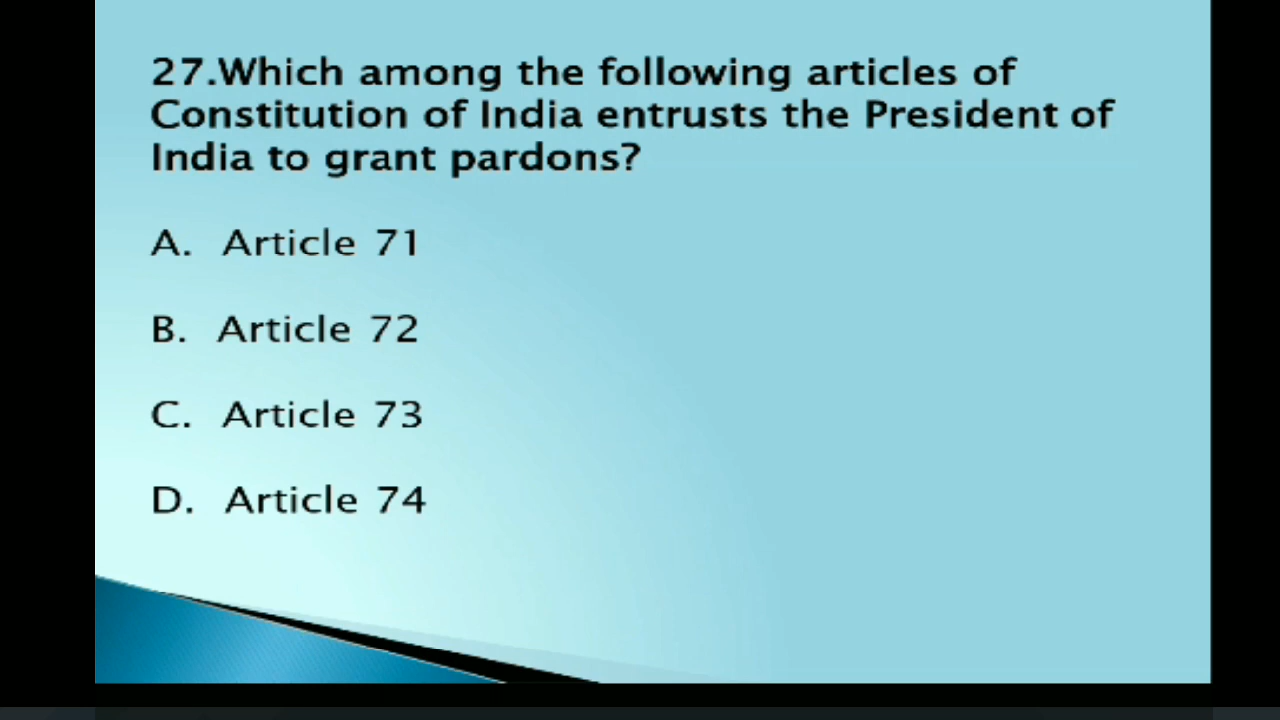 27.Which among the following articles of
Constitution of India entrusts the President of
India to grant pardons?
A. Article 71
B. Article 72
C. Article 73
D. Article 74